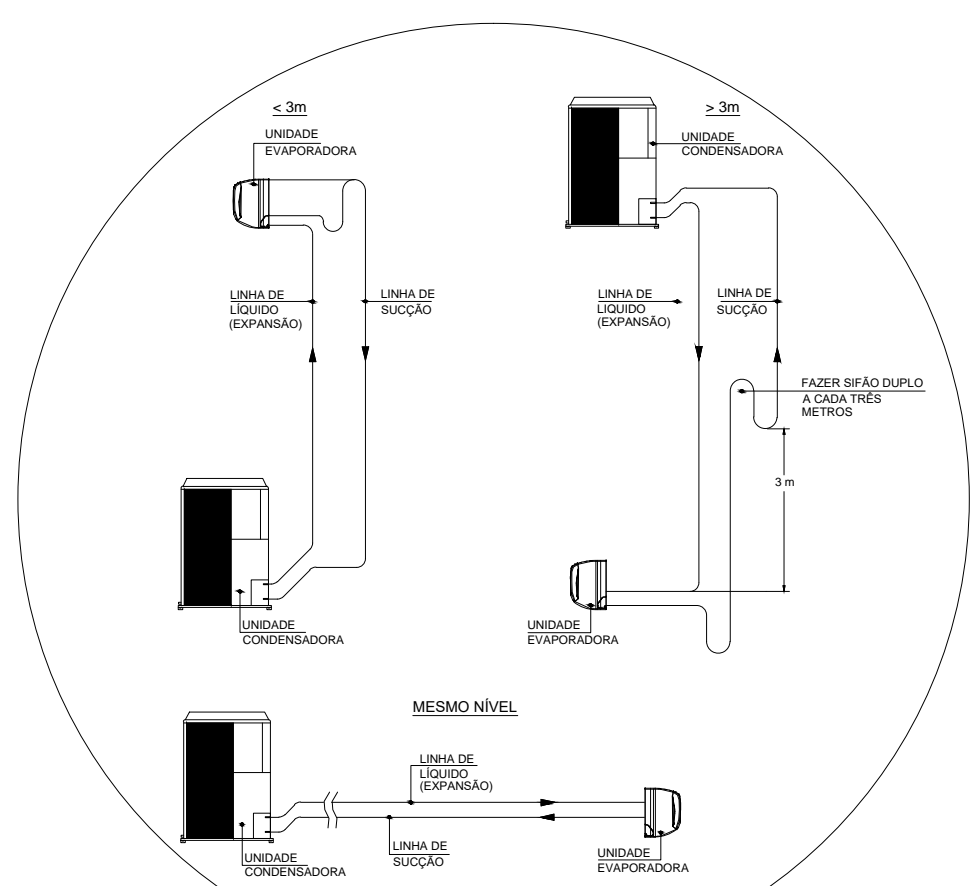 < 3m
UNIDADE
EVAPORADORA
LINHA DE
LÍQUIDO
(EXPANSÃO)
LINHA DE
SUCÇÃO
UNIDADE
CONDENSADORA
> 3m
UNIDADE
CONDENSADORA
LINHA DE
LIQUIDO
(EXPANSÃO)
LINHA DE
SUCÇÃO
FAZER SIFÃO DUPLO
A CADA TRÊS
METROS
3 m
UNIDADE
EVAPORADORA
MESMO NÍVEL
LINHA DE
LÍQUIDO
(EXPANSÃO)
LINHA DE
SUCÇÃO
UNIDADE
CONDENSADORA
UNIDADE
EVAPORADORA